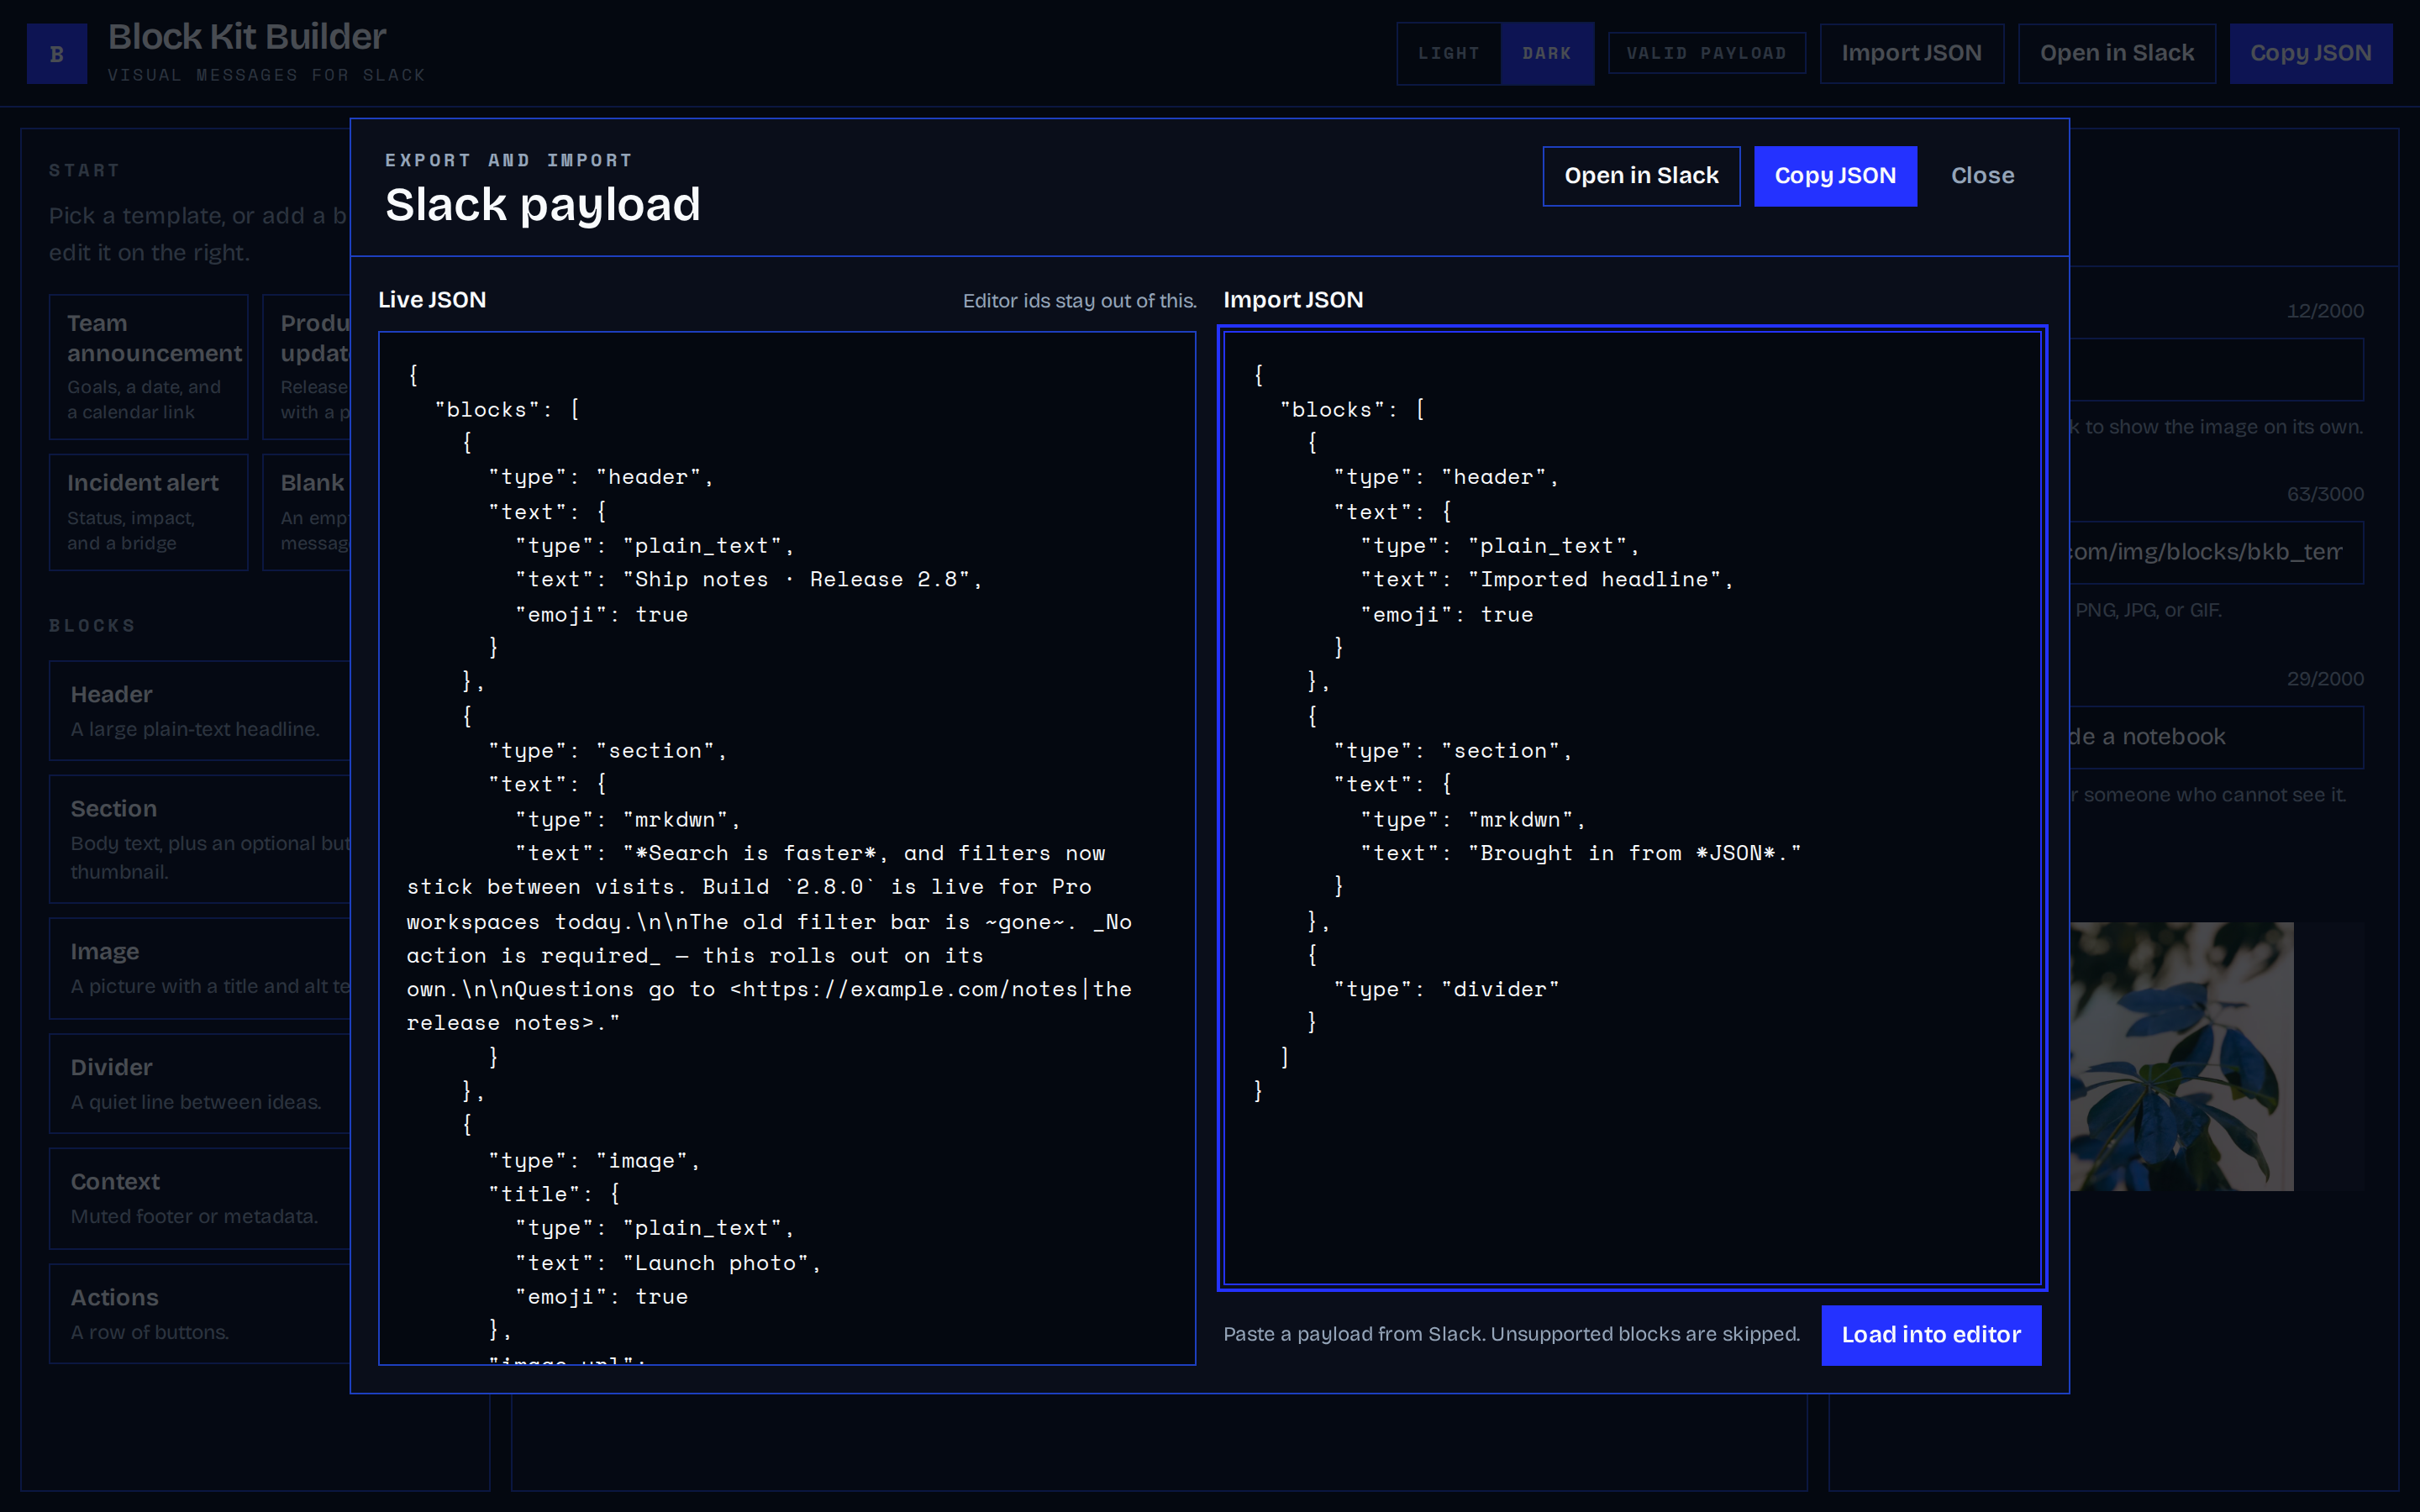 B
Block Kit Builder
VISUAL MESSAGES FOR SLACK
LIGHT
DARK
VALID PAYLOAD
Import JSON
Open in Slack
Copy JSON
START
Pick a template, or add a b
edit it on the right.
Team
announcement
Goals, a date, and
a calendar link
Produ
updat
Release
with a p
Incident alert
Status, impact,
and a bridge
Blank
An emp
messag
BLOCKS
Header
A large plain-text headline.
Section
Body text, plus an optional but
thumbnail.
Image
A picture with a title and alt te
Divider
A quiet line between ideas.
Context
Muted footer or metadata.
Actions
A row of buttons.
EXPORT AND IMPORT
Slack payload
Open in Slack
Copy JSON
Close
Live JSON
Editor ids stay out of this.
{
"blocks": [
{
"type": "header",
"text": {
"type": "plain_text",
"text": "Ship notes · Release 2.8",
"emoji": true
}
},
{
"type": "section",
"text": {
"type": "mrkdwn",
"text": "*Search is faster*, and filters now
stick between visits. Build `2.8.0` is live for Pro
workspaces today.\n\nThe old filter bar is ~gone~. _No
action is required_ — this rolls out on its
own.\n\nQuestions go to <https://example.com/notes|the
release notes>."
}
},
{
"type": "image",
"title": {
"type": "plain_text",
"text": "Launch photo",
"emoji": true
},
"image_url":
Import JSON
{
"blocks": [
{
"type": "header",
"text": {
"type": "plain_text",
"text": "Imported headline",
"emoji": true
}
},
{
"type": "section",
"text": {
"type": "mrkdwn",
"text": "Brought in from *JSON*."
}
},
{
"type": "divider"
}
]
}
Paste a payload from Slack. Unsupported blocks are skipped.
Load into editor
12/2000
k to show the image on its own.
63/3000
com/img/blocks/bkb_tem
PNG, JPG, or GIF.
29/2000
de a notebook
r someone who cannot see it.